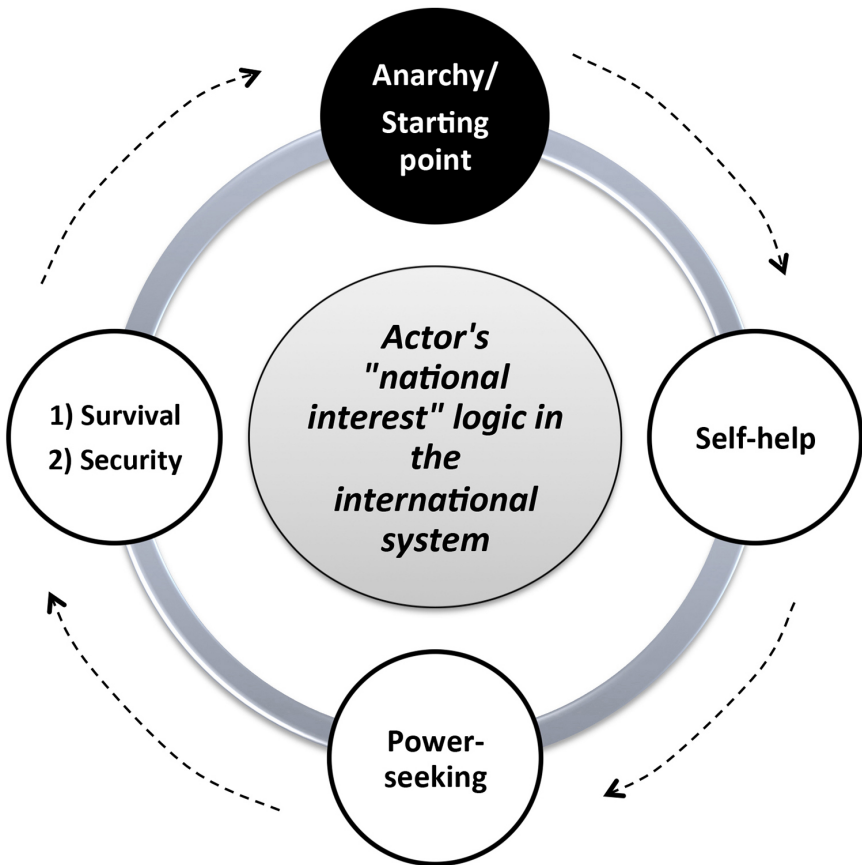 Anarchy/
Starting
point
Actor's
"national
interest" logic in
the
international
system
1) Survival
2) Security
Self-help
Power-
seeking